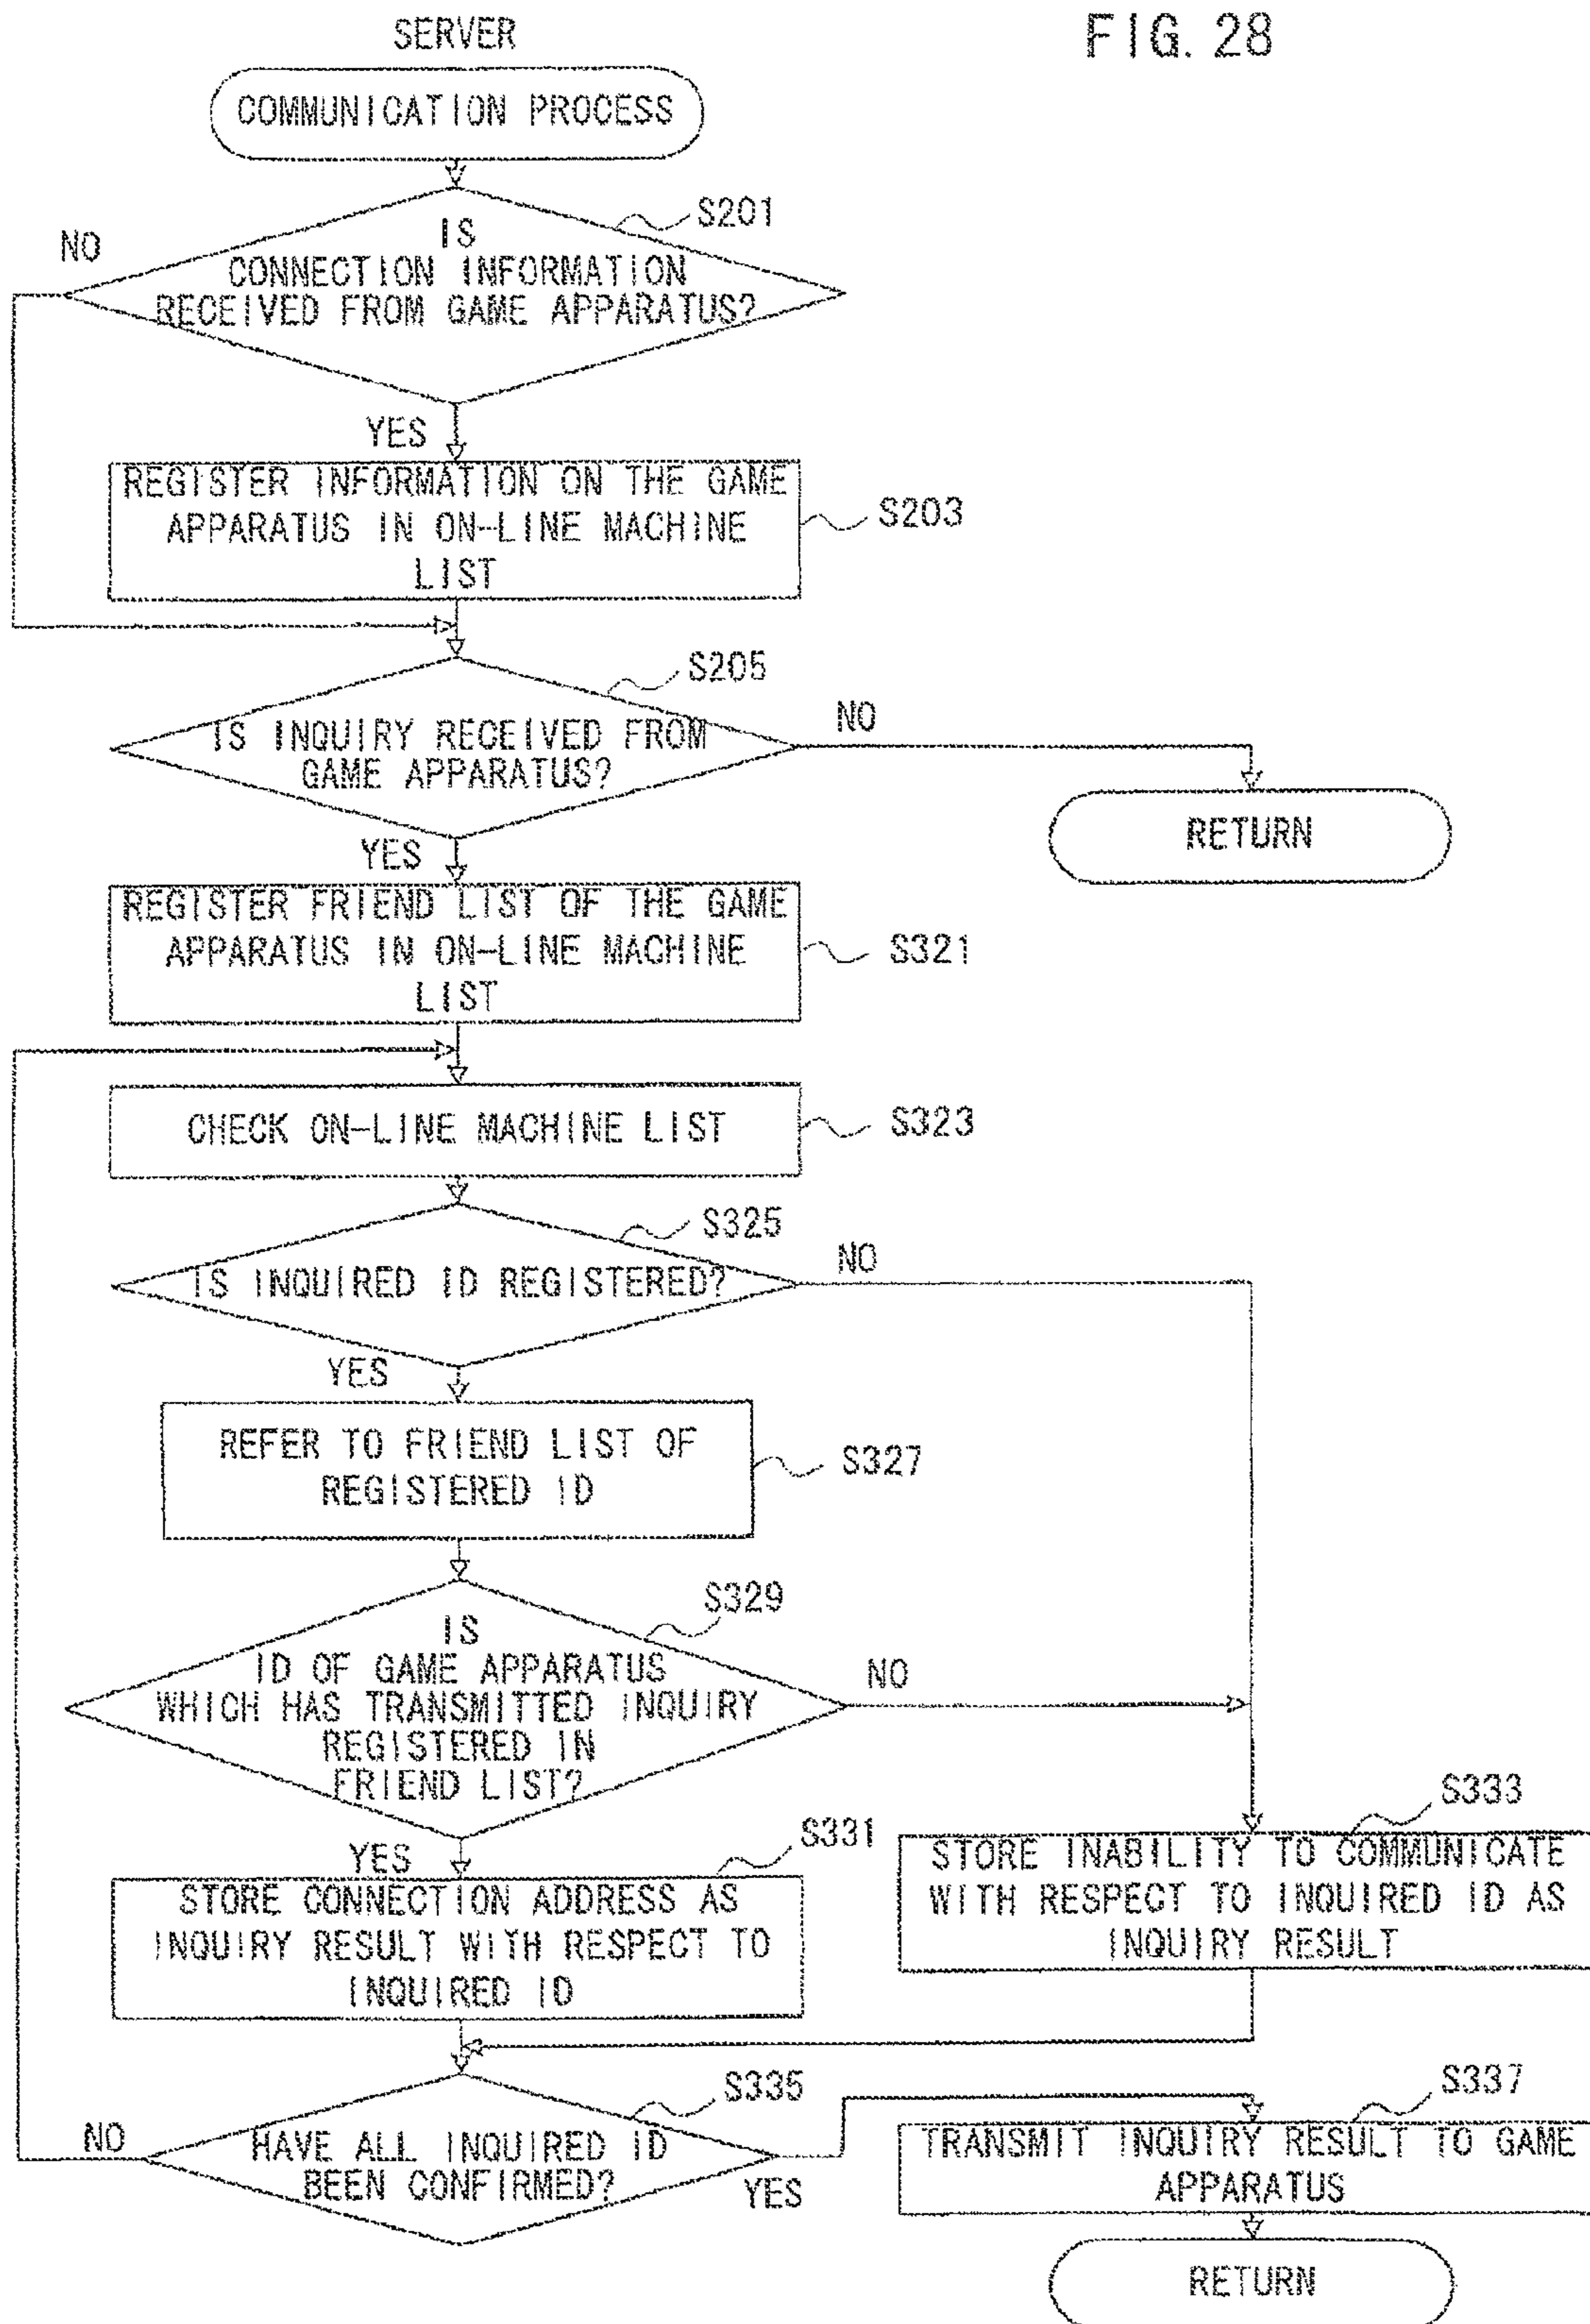 SERVER
FIG. 28
COMMUNICATION PROCESS
S201
NO
IS
CONNECTION INFORMATION
RECEIVED FROM GAME APPARATUS?
YES
REGISTER INFORMATION ON THE GAME
APPARATUS IN ON-LINE MACHINE
LIST
S203
S205
IS INQUIRY RECEIVED FROM
GAME APPARATUS?
NO
RETURN
YES
REGISTER FRIEND LIST OF THE GAME
APPARATUS IN ON-LINE MACHINE
LIST
S321
CHECK ON-LINE MACHINE LIST
S323
S325
IS INQUIRED ID REGISTERED?
NO
YES
REFER TO FRIEND LIST OF
REGISTERED ID
S327
S329
IS
ID OF GAME APPARATUS
WHICH HAS TRANSMITTED INQUIRY
REGISTERED IN
FRIEND LIST?
NO
YES
S331
STORE CONNECTION ADDRESS AS
INQUIRY RESULT WITH RESPECT TO
INQUIRED ID
S333
STORE INABILITY TO COMMUNICATE
WITH RESPECT TO INQUIRED ID AS
INQUIRY RESULT
S335
NO
HAVE ALL INQUIRED ID
BEEN CONFIRMED?
YES
S337
TRANSMIT INQUIRY RESULT TO GAME
APPARATUS
RETURN